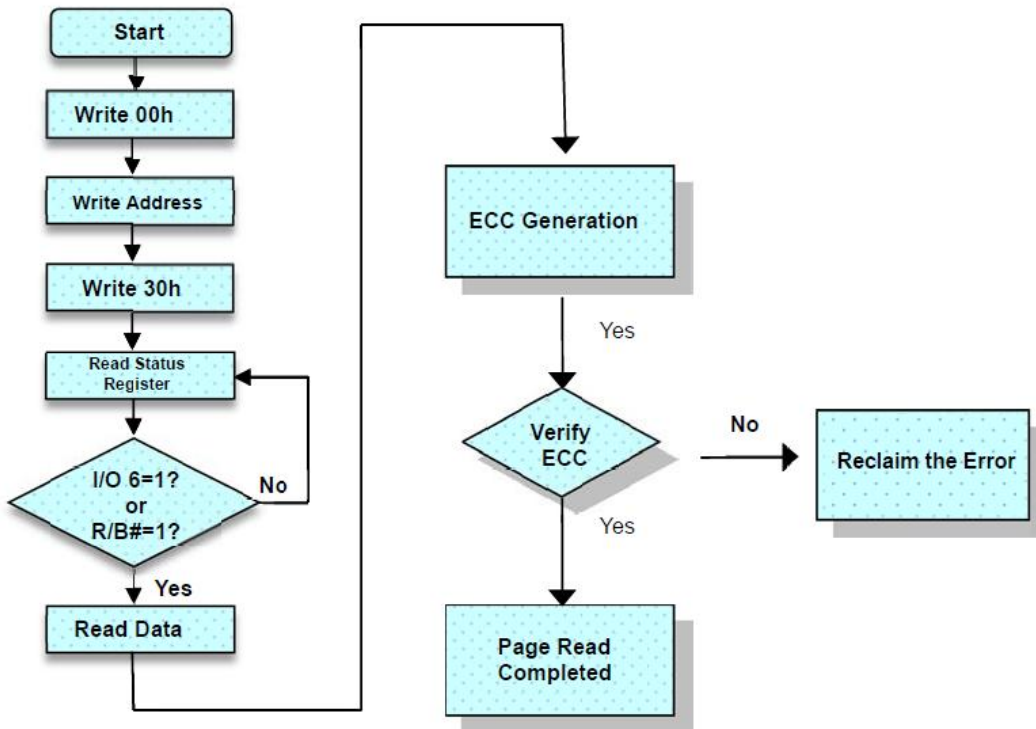 Start
Write 00h
Write Address
Write 30h
Read Status
Register
I/O 6=1?
or
R/B#=1?
No
Yes
Read Data
ECC Generation
Yes
Verify
ECC
No
Reclaim the Error
Yes
Page Read
Completed